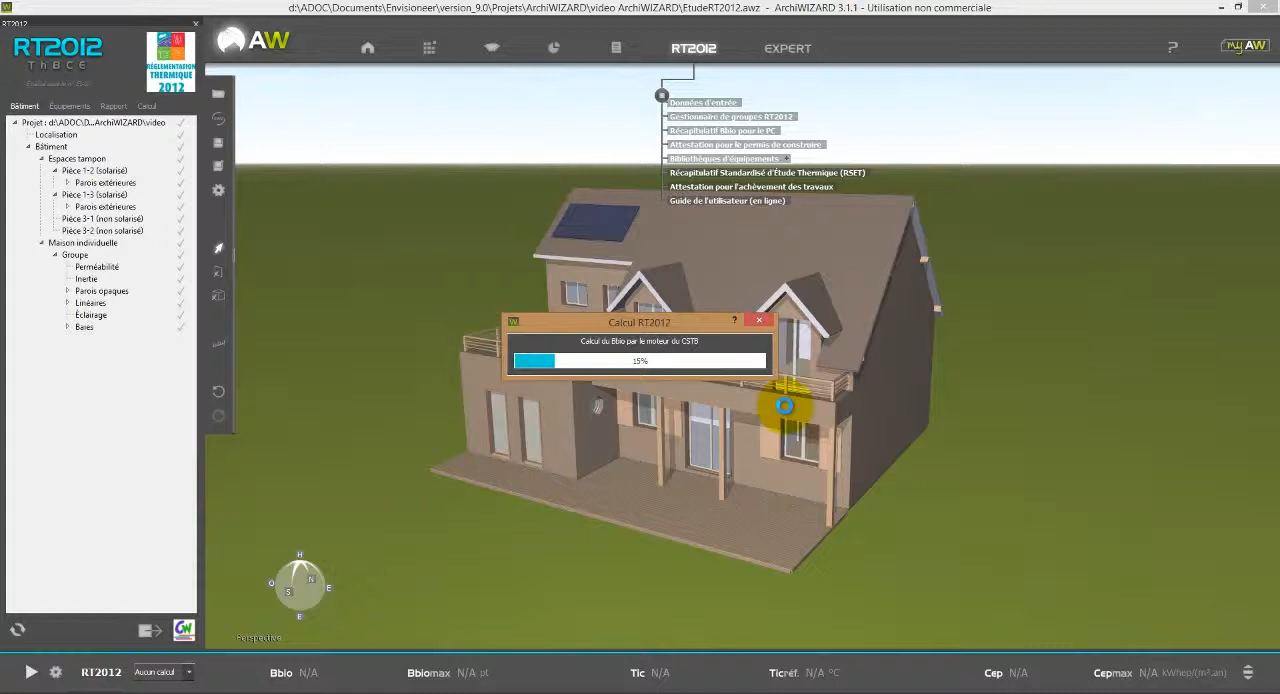 d:\ADOC\Documents\Envisioneer\version_9.0\Projets\ArchiWIZARD\video ArchiWIZARD\EtudeRT2012.awz - ArchiWIZARD 3.1.1 - Utilisation non commerciale
RT2012
RT2012
ThBCE
RÉGLEMENTATION
THERMIQUE
2012
AW
RT2012
EXPERT
?
my AW
Bâtiment Équipements Rapport Calcul
Projet : d:\ADOC\D...ArchiWIZARD\video
Localisation
Bâtiment
Espaces tampon
Pièce 1-2 (solarisé)
Parois extérieures
Pièce 1-3 (solarisé)
Parois extérieures
Pièce 3-1 (non solarisé)
Pièce 3-2 (non solarisé)
Maison individuelle
Groupe
Perméabilité
Inertie
Parois opaques
Linéaires
Éclairage
Baies
Données d'entrée
Gestionnaire de groupes RT2012
Récapitulatif Bbio pour le PC
Attestation pour le permis de construire
Bibliothèques d'équipements +
Récapitulatif Standardisé d'Étude Thermique (RSET)
Attestation pour l'achèvement des travaux
Guide de l'utilisateur (en ligne)
Calcul RT2012
?
Calcul du Bbio par le moteur du CSTB
15%
H
N
O
S
E
E
Perspective
RT2012 Aucun calcul Bbio N/A Bbiomax N/A pt Tic N/A Ticréf. N/A °C Cep N/A Cepmax N/A kWhep/(m².an)